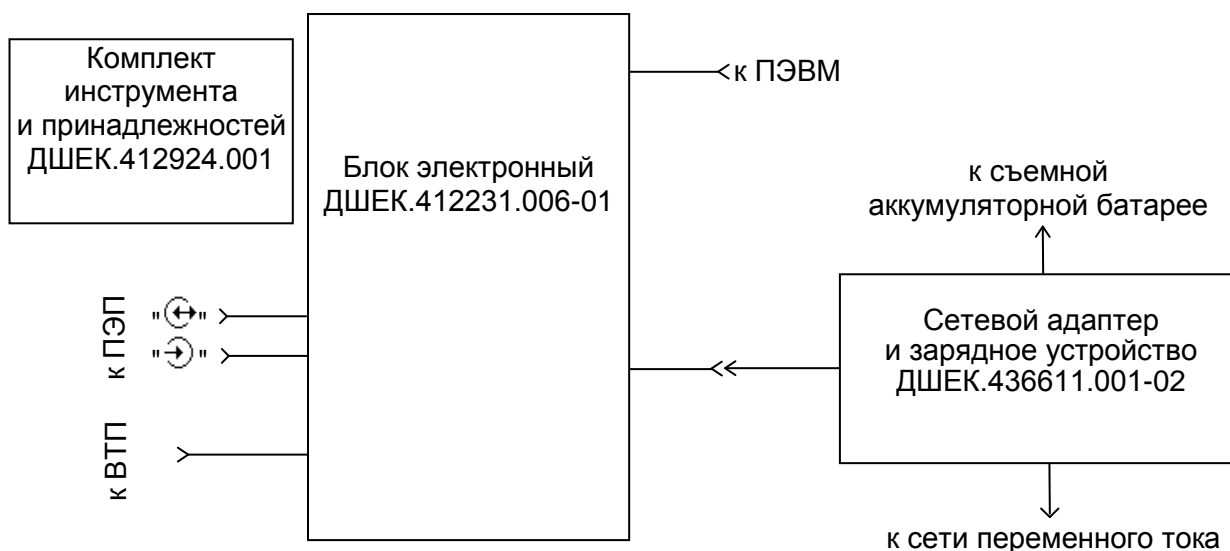 Комплект
инструмента
и принадлежностей
ДШЕК.412924.001
Блок электронный
ДШЕК.412231.006-01
к ПЭВМ
к съемной
аккумуляторной батарее
Сетевой адаптер
и зарядное устройство
ДШЕК.436611.001-02
к сети переменного тока
к ПЭП
" "
" "
к ВТП